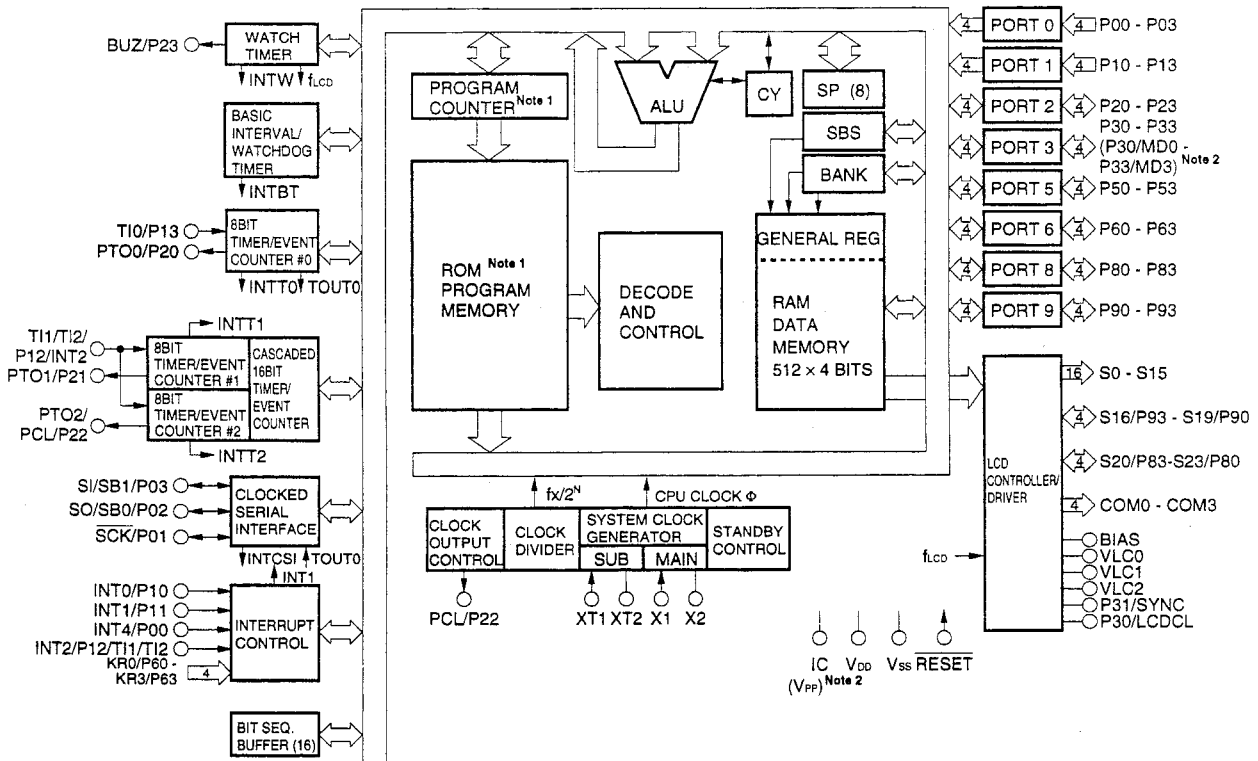 BUZ/P23
WATCH
TIMER
INTW
fLCD
BASIC
INTERVAL/
WATCHDOG
TIMER
INTBT
TI0/P13
PTO0/P20
8BIT
TIMER/EVENT
COUNTER #0
INTT0
TOUT0
INTT1
TI1/TI2/
P12/INT2
PTO1/P21
PTO2/
PCL/P22
8BIT
TIMER/EVENT
COUNTER #1
8BIT
TIMER/EVENT
COUNTER #2
CASCADED
16BIT
TIMER/
EVENT
COUNTER
INTT2
SI/SB1/P03
SO/SB0/P02
SCK/P01
CLOCKED
SERIAL
INTERFACE
INTCSI
TOUT0
INT1
INT0/P10
INT1/P11
INT4/P00
INT2/P12/TI1/TI2
KR0/P60 -
KR3/P63
4
INTERRUPT
CONTROL
BIT SEQ.
BUFFER (16)
PROGRAM
COUNTER Note 1
ALU
CY
SP (8)
SBS
BANK
ROM Note 1
PROGRAM
MEMORY
DECODE
AND
CONTROL
GENERAL REG
RAM
DATA
MEMORY
512 × 4 BITS
fx/2N
CPU CLOCK Φ
CLOCK
OUTPUT
CONTROL
CLOCK
DIVIDER
SYSTEM CLOCK
GENERATOR
SUB
MAIN
STANDBY
CONTROL
PCL/P22
XT1
XT2
X1
X2
IC
(VPP) Note 2
VDD
VSS
RESET
4 PORT 0 4 P00 - P03
4 PORT 1 4 P10 - P13
4 PORT 2 4 P20 - P23
P30 - P33
4 PORT 3 4 (P30/MD0 -
P33/MD3) Note 2
4 PORT 5 4 P50 - P53
4 PORT 6 4 P60 - P63
4 PORT 8 4 P80 - P83
4 PORT 9 4 P90 - P93
LCD
CONTROLLER/
DRIVER
fLCD
16 S0 - S15
4 S16/P93 - S19/P90
4 S20/P83-S23/P80
4 COM0 - COM3
BIAS
VLC0
VLC1
VLC2
P31/SYNC
P30/LCDCL